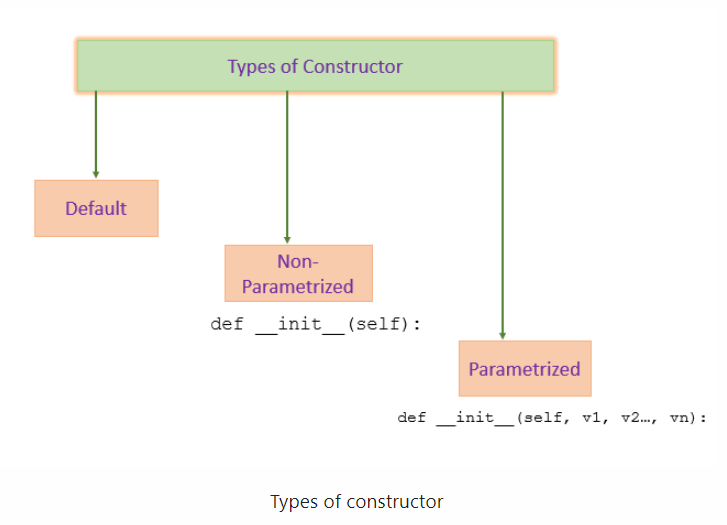 Types of Constructor
Default
Non-
Parametrized
def __init__(self):
Parametrized
def __init__(self, v1, v2…, vn):
Types of constructor